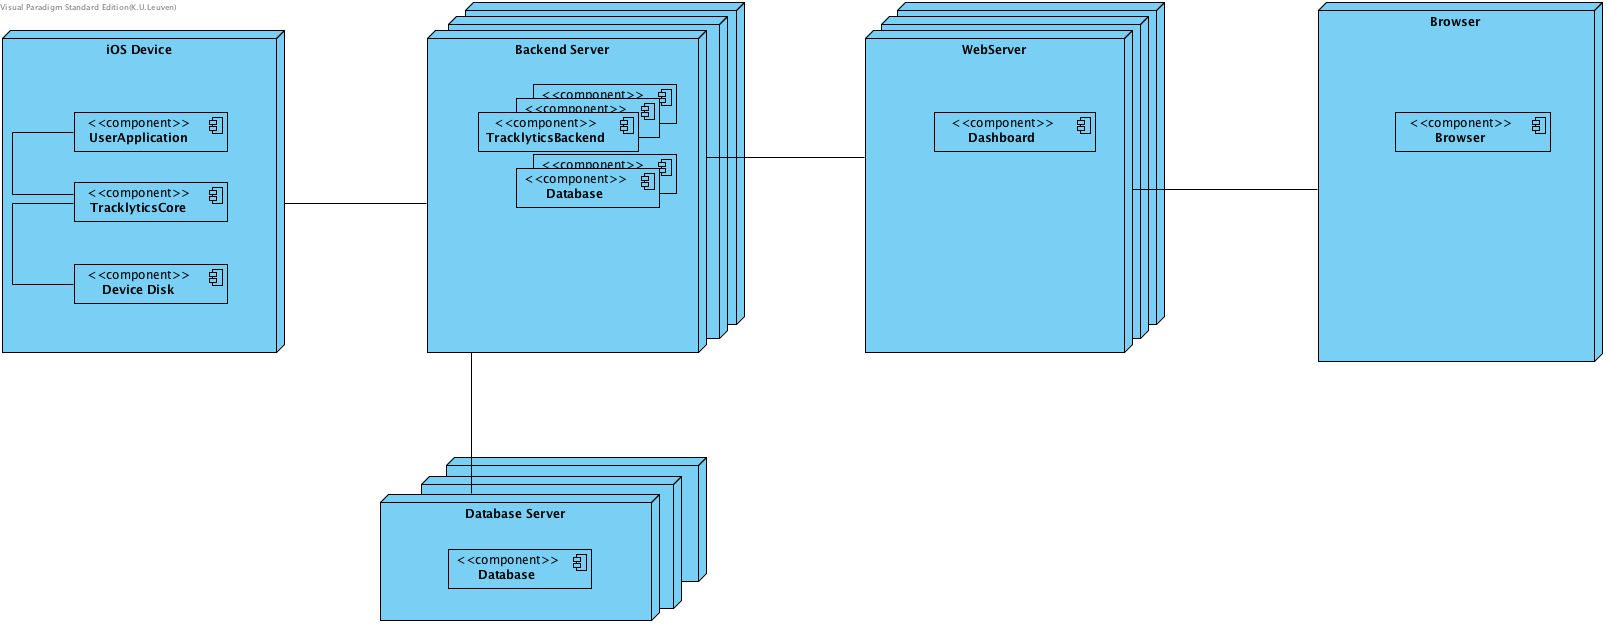 Visual Paradigm Standard Edition(K.U.Leuven)
iOS Device
<<component>>
UserApplication
<<component>>
TracklyticsCore
<<component>>
Device Disk
Backend Server
<<component>>
<<component>>
<<component>>
TracklyticsBackend
<<component>>
<<component>>
Database
WebServer
<<component>>
Dashboard
Browser
<<component>>
Browser
Database Server
<<component>>
Database